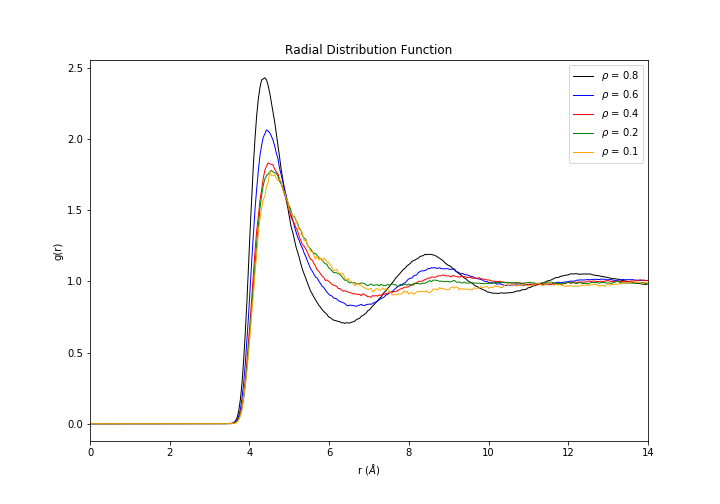 Radial Distribution Function
ρ = 0.8
ρ = 0.6
ρ = 0.4
ρ = 0.2
ρ = 0.1
2.5
2.0
1.5
1.0
0.5
0.0
g(r)
0 2 4 6 8 10 12 14
r (Å)